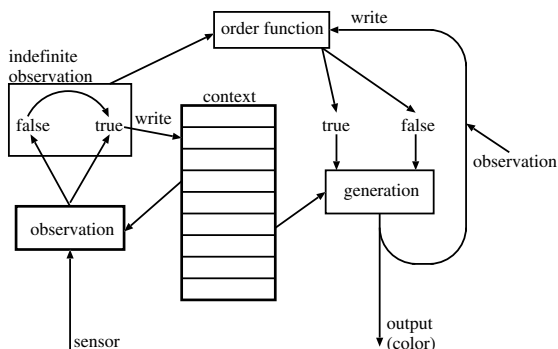 order function
write
indefinite
observation
context
false
true
write
true
false
observation
generation
observation
sensor
output
(color)